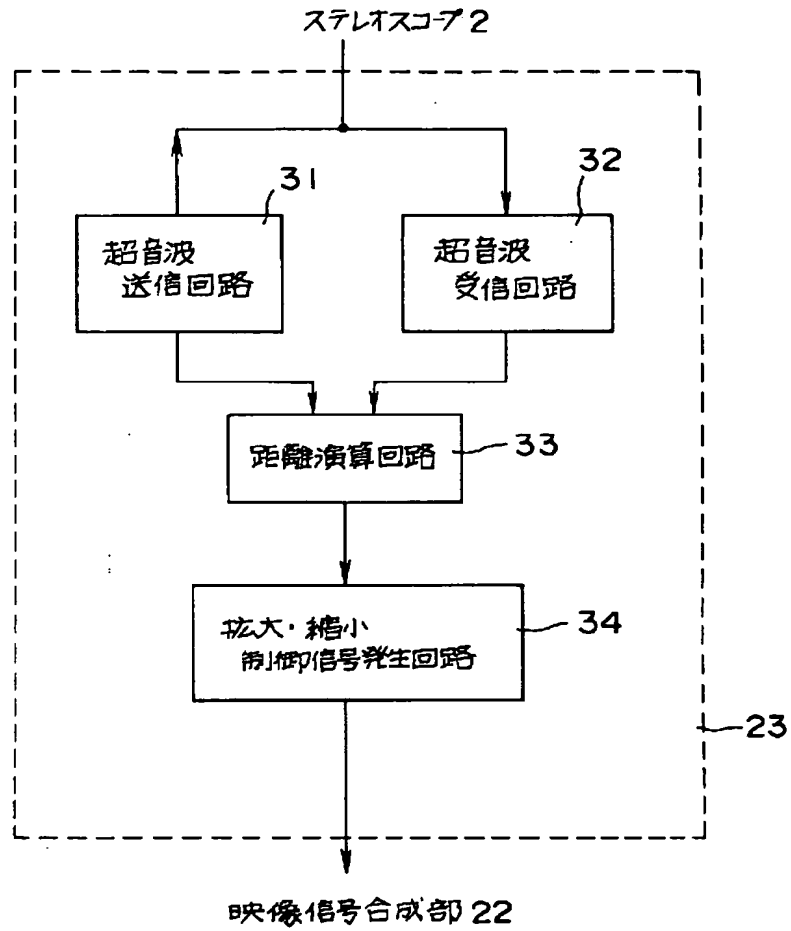 ステレオスコープ2
31
32
超音波
送信回路
超音波
受信回路
距離演算回路
33
拡大・縮小
制御信号発生回路
34
23
映像信号合成部22